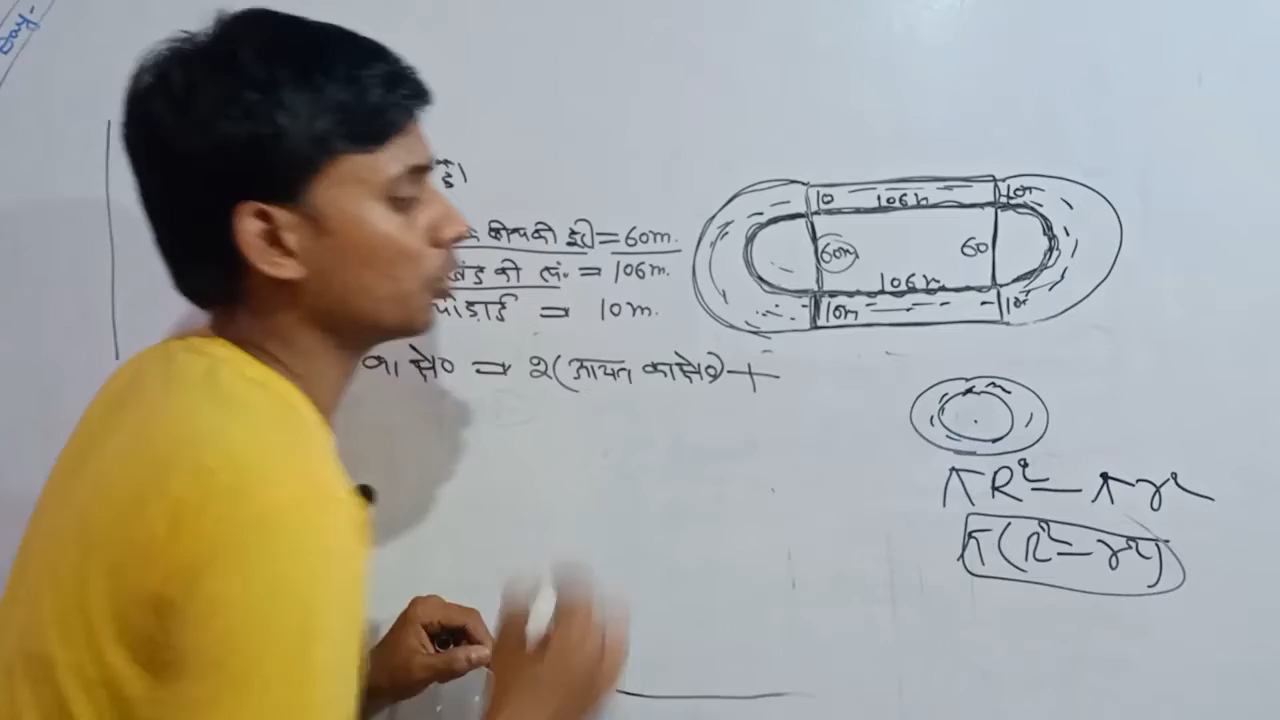 Day.
है।
बीच की दूरी = 60m.
खंड की लं० = 106m.
चौड़ाई = 10m.
का क्षे० = 2(आयत का क्षे०) +
10 106m 10m
60m 60
106m
10m 10m
πR² - πr²
π(R² - r²)